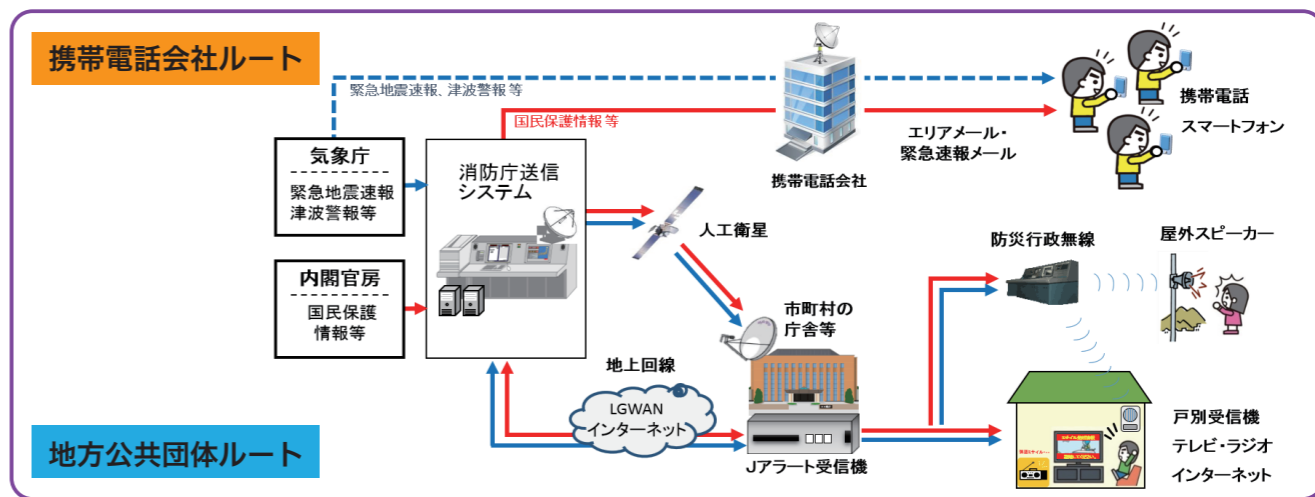 携帯電話会社ルート
緊急地震速報、津波警報等
国民保護情報等
携帯電話
スマートフォン
エリアメール・
緊急速報メール
携帯電話会社
気象庁
緊急地震速報
津波警報等
消防庁送信
システム
人工衛星
内閣官房
国民保護
情報等
防災行政無線
屋外スピーカー
市町村の
庁舎等
地上回線
LGWAN
インターネット
Jアラート受信機
戸別受信機
テレビ・ラジオ
インターネット
地方公共団体ルート